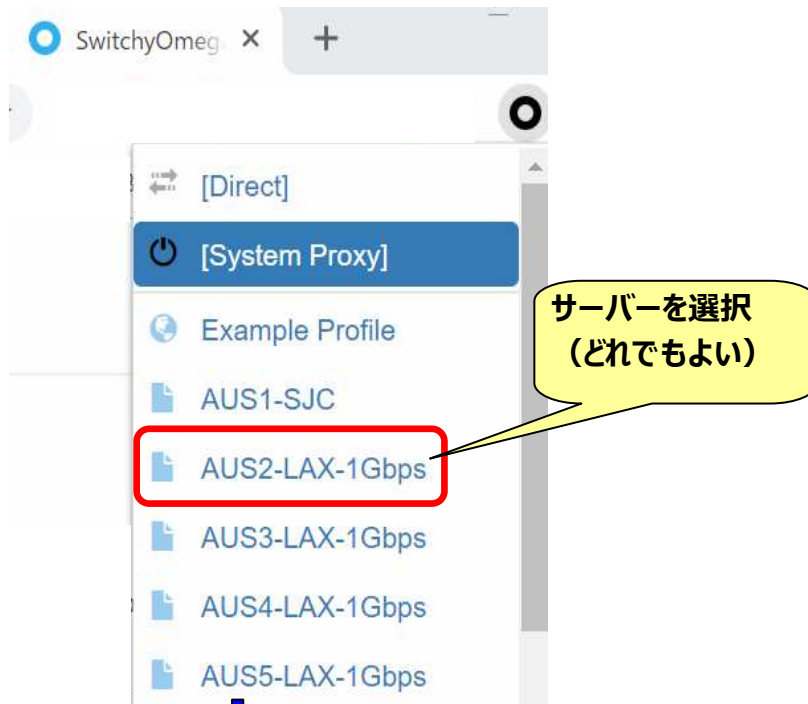 SwitchyOmeg
[Direct]
[System Proxy]
Example Profile
サーバーを選択
（どれでもよい）
AUS1-SJC
AUS2-LAX-1Gbps
AUS3-LAX-1Gbps
AUS4-LAX-1Gbps
AUS5-LAX-1Gbps